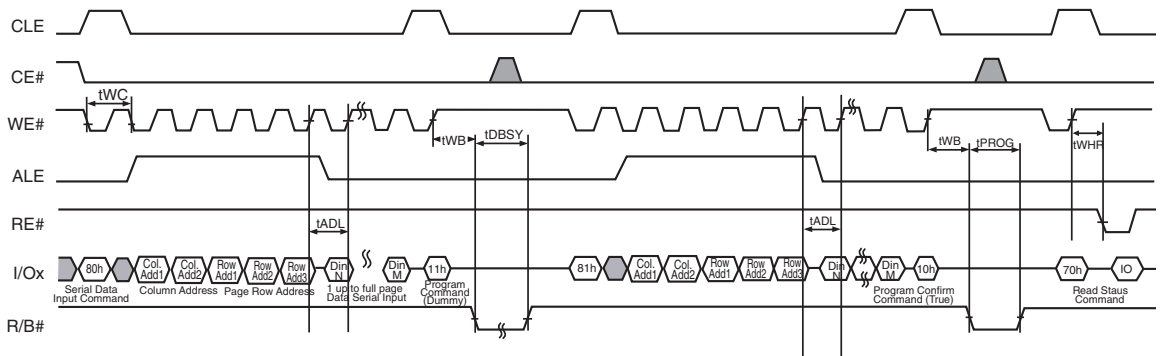 CLE
CE#
tWC
WE#
tWB
tDBSY
tWB
tPROG
tWHR
ALE
RE#
tADL
tADL
I/Ox
80h
Col. Add1
Col. Add2
Row Add1
Row Add2
Row Add3
Din N
Din M
11h
81h
Col. Add1
Col. Add2
Row Add1
Row Add2
Row Add3
Din N
Din M
10h
70h
IO
Serial Data
Input Command
Column Address
Page Row Address
1 up to full page
Data Serial Input
Program
Command
(Dummy)
Program Confirm
Command (True)
Read Staus
Command
R/B#